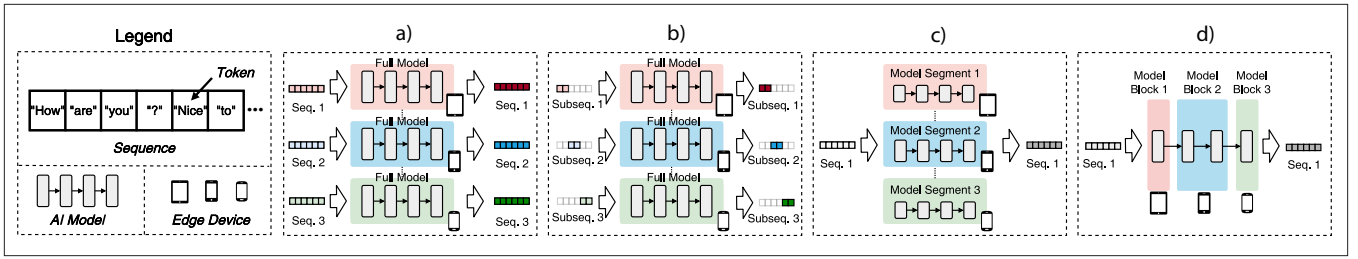 Legend
Token
"How" "are" "you" "?" "Nice" "to" •••
Sequence
AI Model
Edge Device
a)
Full Model
Seq. 1
Seq. 1
Full Model
Seq. 2
Seq. 2
Full Model
Seq. 3
Seq. 3
b)
Full Model
Subseq. 1
Subseq. 1
Full Model
Subseq. 2
Subseq. 2
Full Model
Subseq. 3
Subseq. 3
c)
Model Segment 1
Model Segment 2
Seq. 1
Seq. 1
Model Segment 3
d)
Model
Block 1
Model
Block 2
Model
Block 3
Seq. 1
Seq. 1